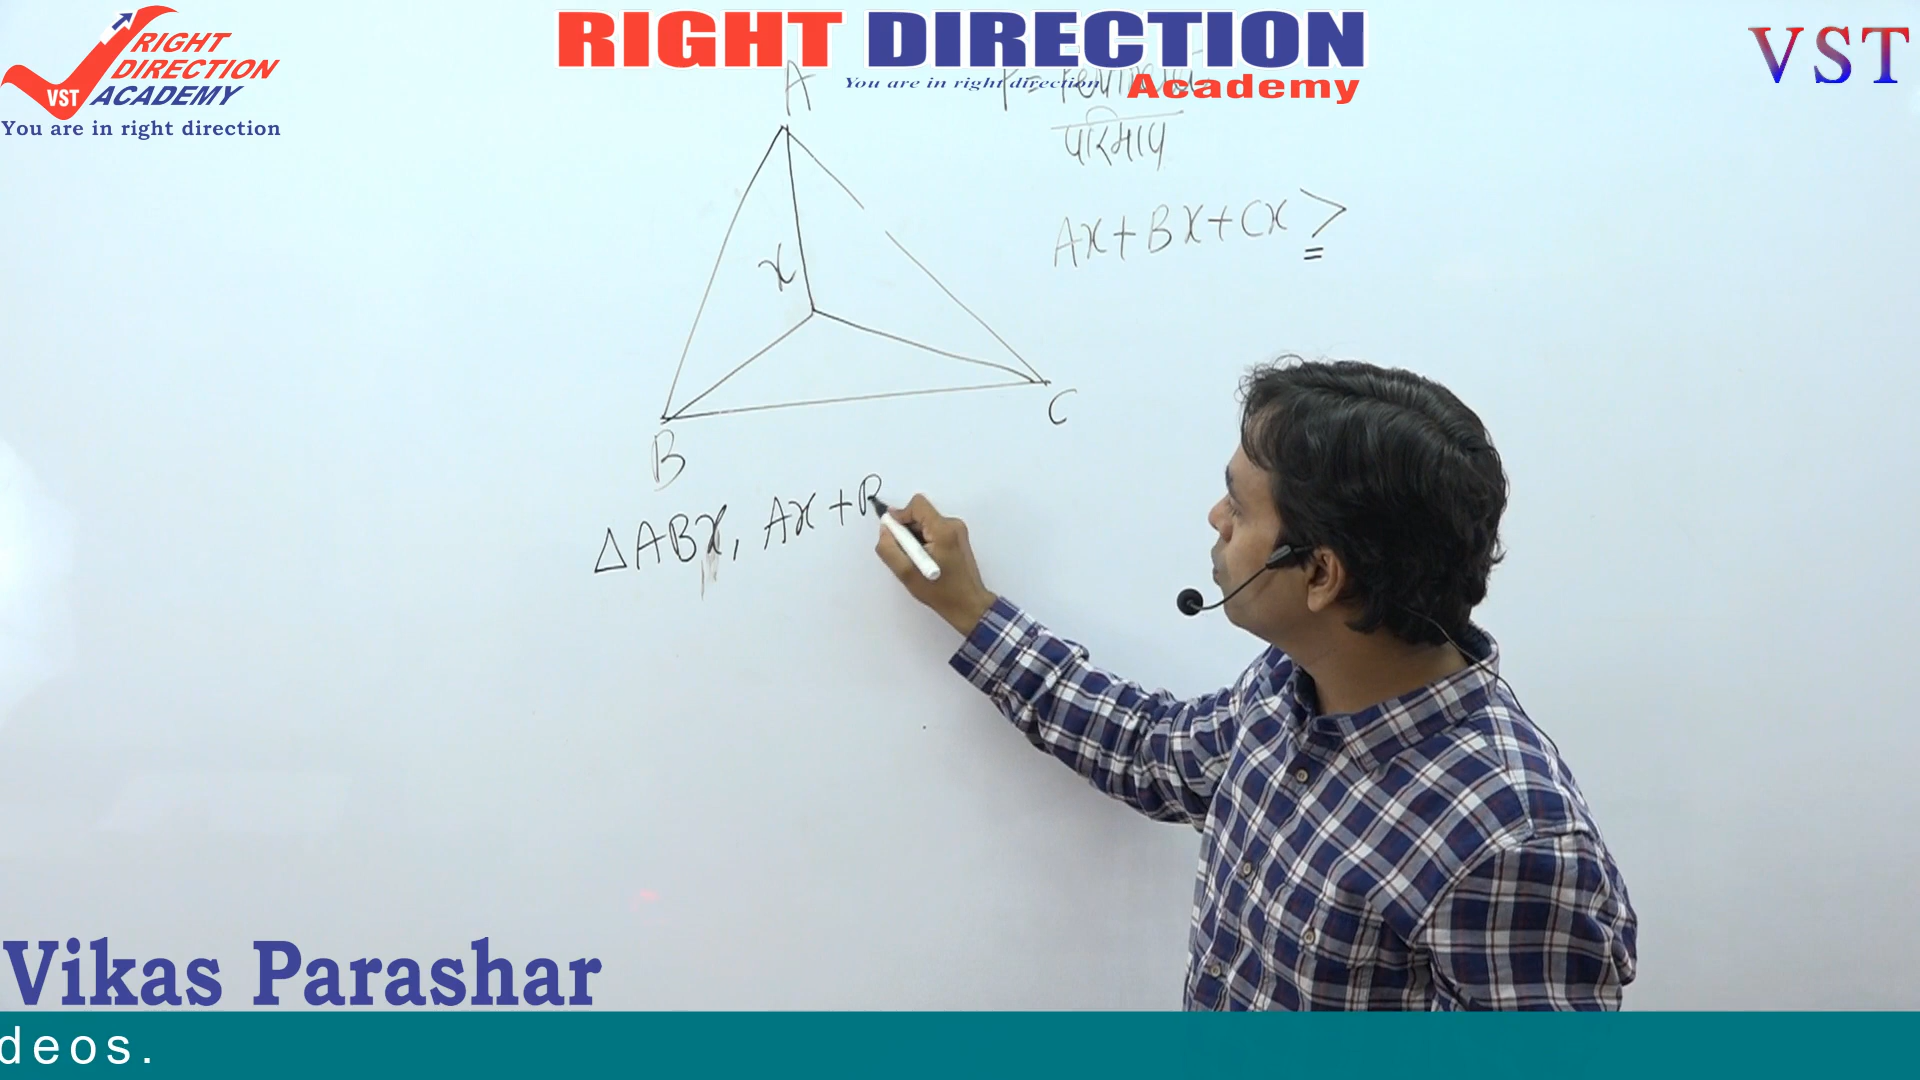 RIGHT
DIRECTION
VST ACADEMY
You are in right direction
RIGHT DIRECTION
You are in right direction
Academy
VST
A
P =
परिमाप
AX+BX+CX >
=
x
C
B
△ABX, AX+B
Vikas Parashar
deos.